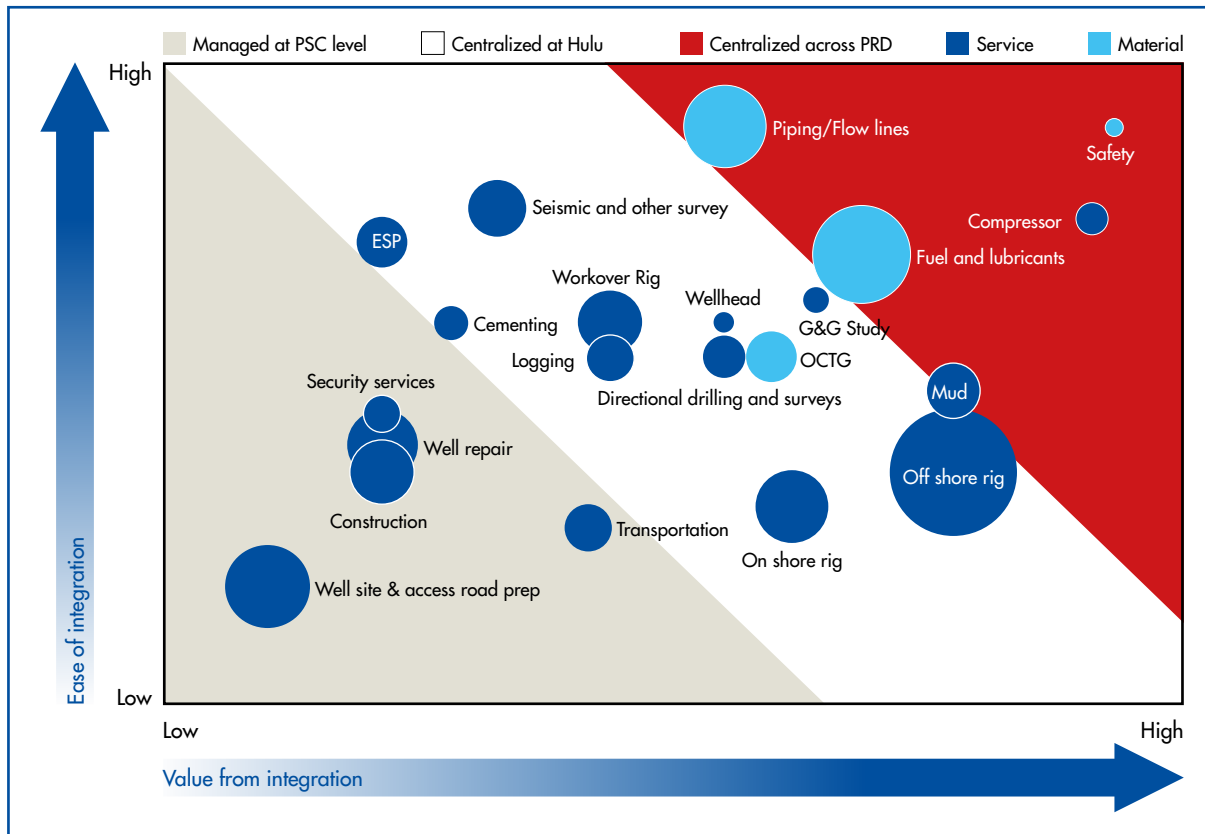 Managed at PSC level
Centralized at Hulu
Centralized across PRD
Service
Material
High
Piping/Flow lines
Safety
Seismic and other survey
Compressor
ESP
Fuel and lubricants
Workover Rig
Wellhead
Cementing
G&G Study
Logging
OCTG
Security services
Directional drilling and surveys
Mud
Well repair
Off shore rig
Construction
Transportation
On shore rig
Well site & access road prep
Ease of integration
Low
Low
High
Value from integration